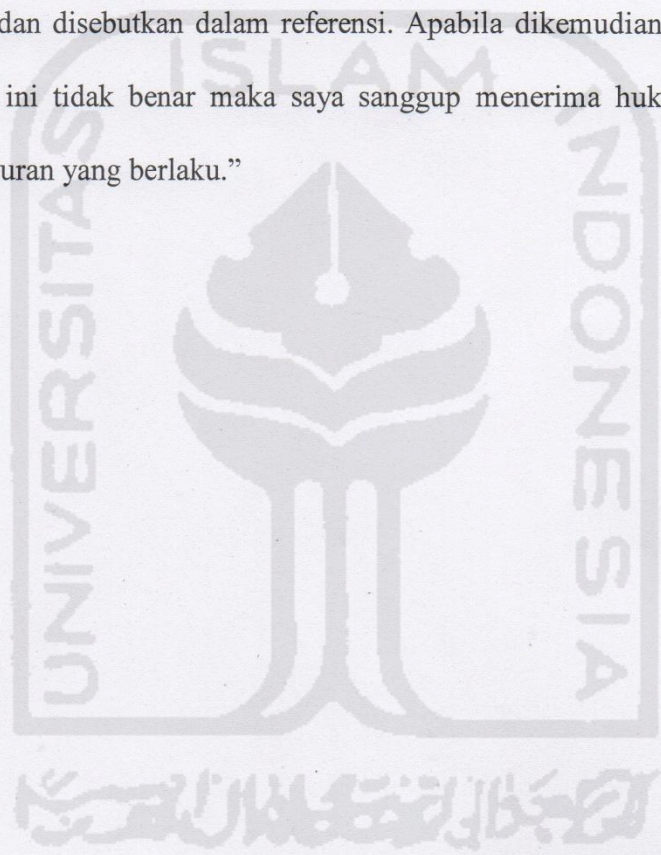 dan disebutkan dalam referensi. Apabila dikemudian
ini tidak benar maka saya sanggup menerima huk
uran yang berlaku.”
ISLAM
UNIVERSITAS
INDONESIA